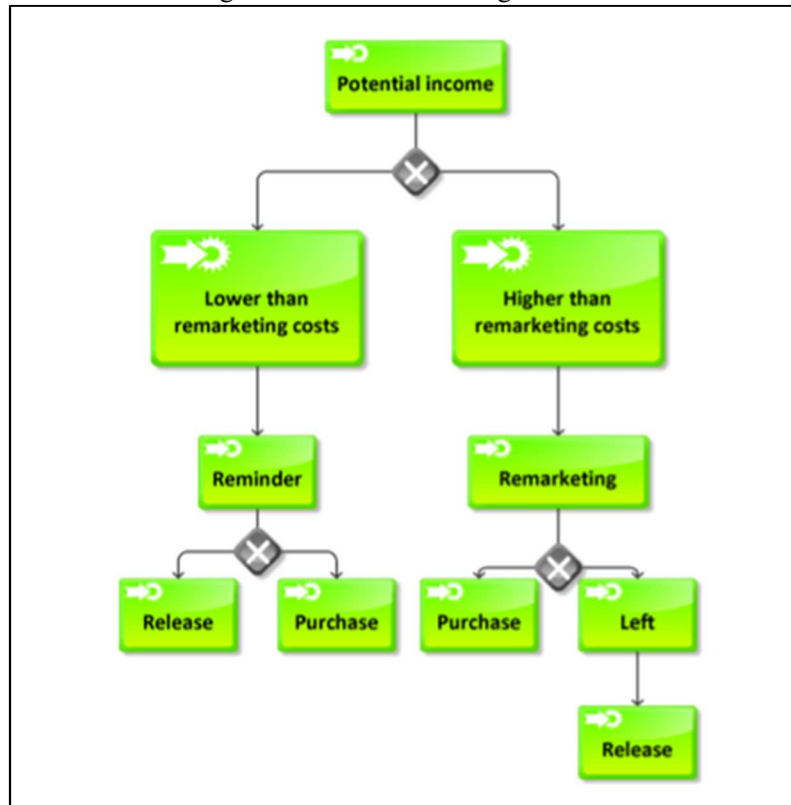 Potential income
Lower than
remarketing costs
Higher than
remarketing costs
Reminder
Remarketing
Release
Purchase
Purchase
Left
Release